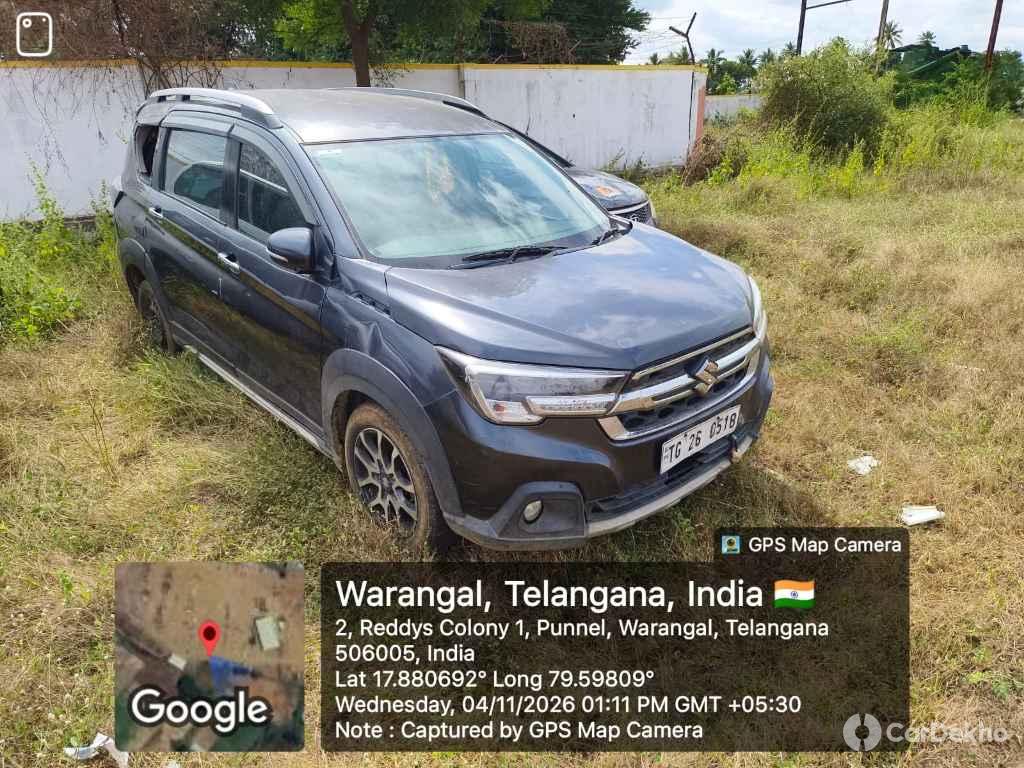 TG 26 0518
GPS Map Camera
Warangal, Telangana, India
2, Reddys Colony 1, Punnel, Warangal, Telangana
506005, India
Lat 17.880692° Long 79.59809°
Wednesday, 04/11/2026 01:11 PM GMT +05:30
Note : Captured by GPS Map Camera
Google
CarDekho